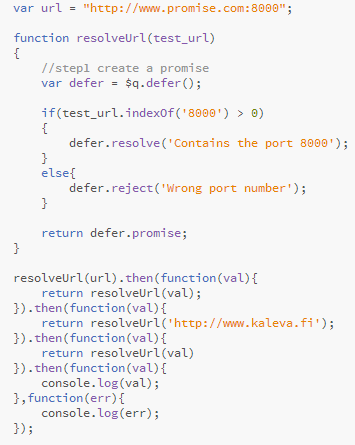 var url = "http://www.promise.com:8000";
function resolveUrl(test_url)
{
//step1 create a promise
var defer = $q.defer();
if(test_url.indexOf('8000') > 0)
{
defer.resolve('Contains the port 8000');
}
else{
defer.reject('Wrong port number');
}
return defer.promise;
}
resolveUrl(url).then(function(val){
return resolveUrl(val);
}).then(function(val){
return resolveUrl('http://www.kaleva.fi');
}).then(function(val){
return resolveUrl(val)
}).then(function(val){
console.log(val);
},function(err){
console.log(err);
});